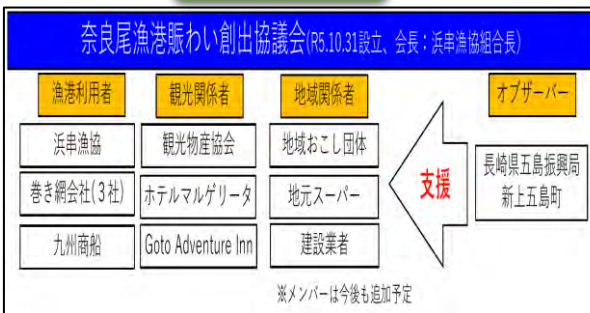 奈良尾漁港賑わい創出協議会(R5.10.31設立、会長：浜串漁協組合長)
漁港利用者
浜串漁協
巻き網会社(３社)
九州商船
観光関係者
観光物産協会
ホテルマルゲリータ
Goto Adventure Inn
地域関係者
地域おこし団体
地元スーパー
建設業者
支援
オブザーバー
長崎県五島振興局
新上五島町
※メンバーは今後も追加予定